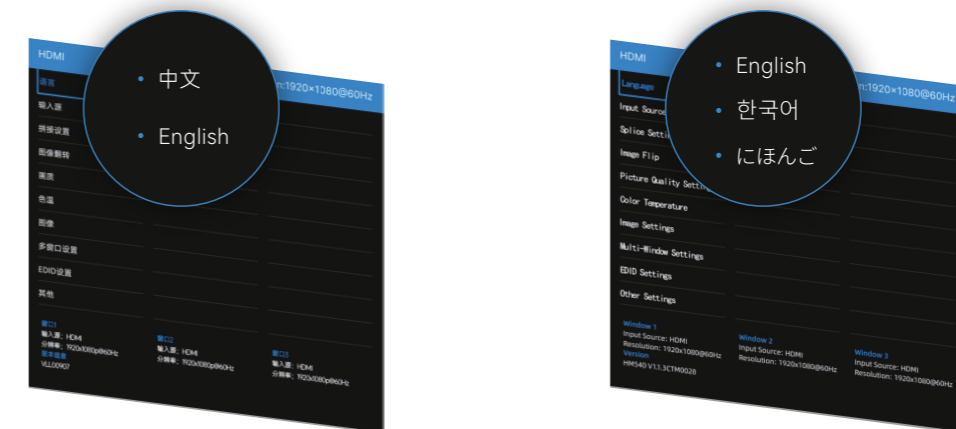 HDMI
n:1920×1080@60Hz
中文
English
语言
输入源
拼接设置
图像翻转
画质
色温
图像
多窗口设置
EDID设置
其他
窗口1
输入源：HDMI
分辨率：1920x1080p@60Hz
版本信息
VLL00907
窗口2
输入源：HDMI
分辨率：1920x1080p@60Hz
窗口3
输入源：HDMI
分辨率：1920x1080p@60Hz
HDMI
n:1920×1080@60Hz
English
한국어
にほんご
Language
Input Source
Splice Setti
Image Flip
Picture Quality Setting
Color Temperature
Image Settings
Multi-Window Settings
EDID Settings
Other Settings
Window 1
Input Source: HDMI
Resolution: 1920x1080@60Hz
Version
HM540 V1.1.3CTM0028
Window 2
Input Source: HDMI
Resolution: 1920x1080@60Hz
Window 3
Input Source: HDMI
Resolution: 1920x1080@60Hz